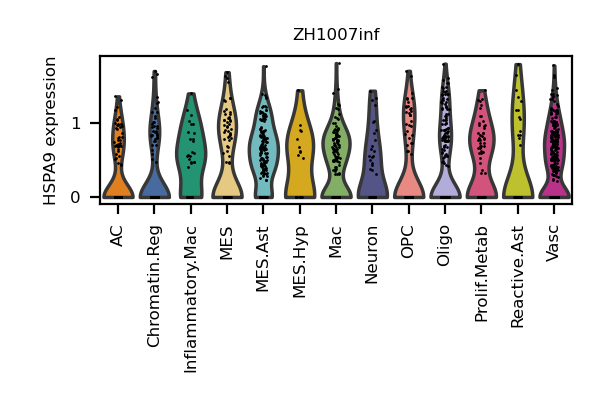 ZH1007inf
HSPA9 expression
1
0
AC
Chromatin.Reg
Inflammatory.Mac
MES
MES.Ast
MES.Hyp
Mac
Neuron
OPC
Oligo
Prolif.Metab
Reactive.Ast
Vasc